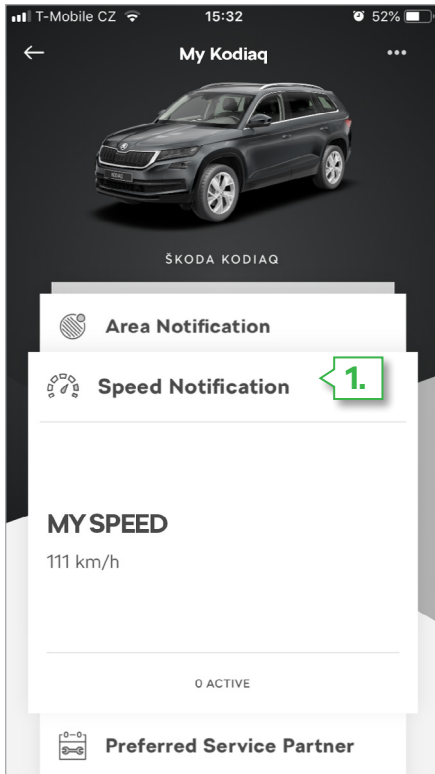 T-Mobile CZ 15:32 52%
My Kodiaq
KODIAQ
ŠKODA KODIAQ
Area Notification
Speed Notification 1.
MY SPEED
111 km/h
0 ACTIVE
Preferred Service Partner